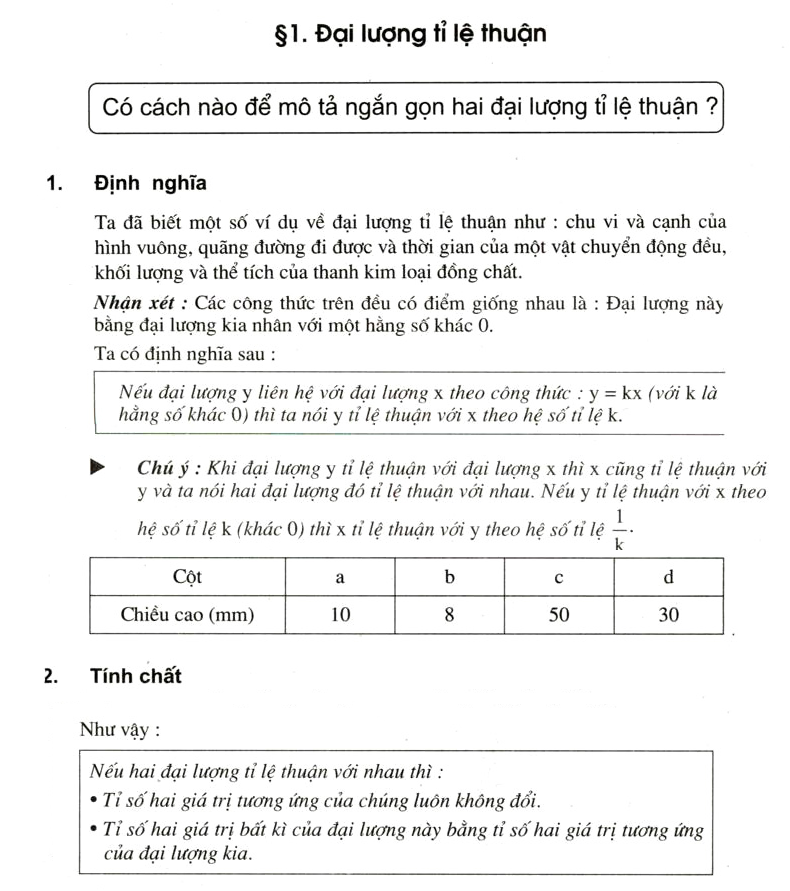 §1. Đại lượng tỉ lệ thuận
Có cách nào để mô tả ngắn gọn hai đại lượng tỉ lệ thuận ?
1. Định nghĩa
Ta đã biết một số ví dụ về đại lượng tỉ lệ thuận như : chu vi và cạnh của
hình vuông, quãng đường đi được và thời gian của một vật chuyển động đều,
khối lượng và thể tích của thanh kim loại đồng chất.
Nhận xét : Các công thức trên đều có điểm giống nhau là : Đại lượng này
bằng đại lượng kia nhân với một hằng số khác 0.
Ta có định nghĩa sau :
Nếu đại lượng y liên hệ với đại lượng x theo công thức : y = kx (với k là
hằng số khác 0) thì ta nói y tỉ lệ thuận với x theo hệ số tỉ lệ k.
▶ Chú ý : Khi đại lượng y tỉ lệ thuận với đại lượng x thì x cũng tỉ lệ thuận với
y và ta nói hai đại lượng đó tỉ lệ thuận với nhau. Nếu y tỉ lệ thuận với x theo
hệ số tỉ lệ k (khác 0) thì x tỉ lệ thuận với y theo hệ số tỉ lệ 1/k.
Cột a b c d
Chiều cao (mm) 10 8 50 30
2. Tính chất
Như vậy :
Nếu hai đại lượng tỉ lệ thuận với nhau thì :
• Tỉ số hai giá trị tương ứng của chúng luôn không đổi.
• Tỉ số hai giá trị bất kì của đại lượng này bằng tỉ số hai giá trị tương ứng
của đại lượng kia.